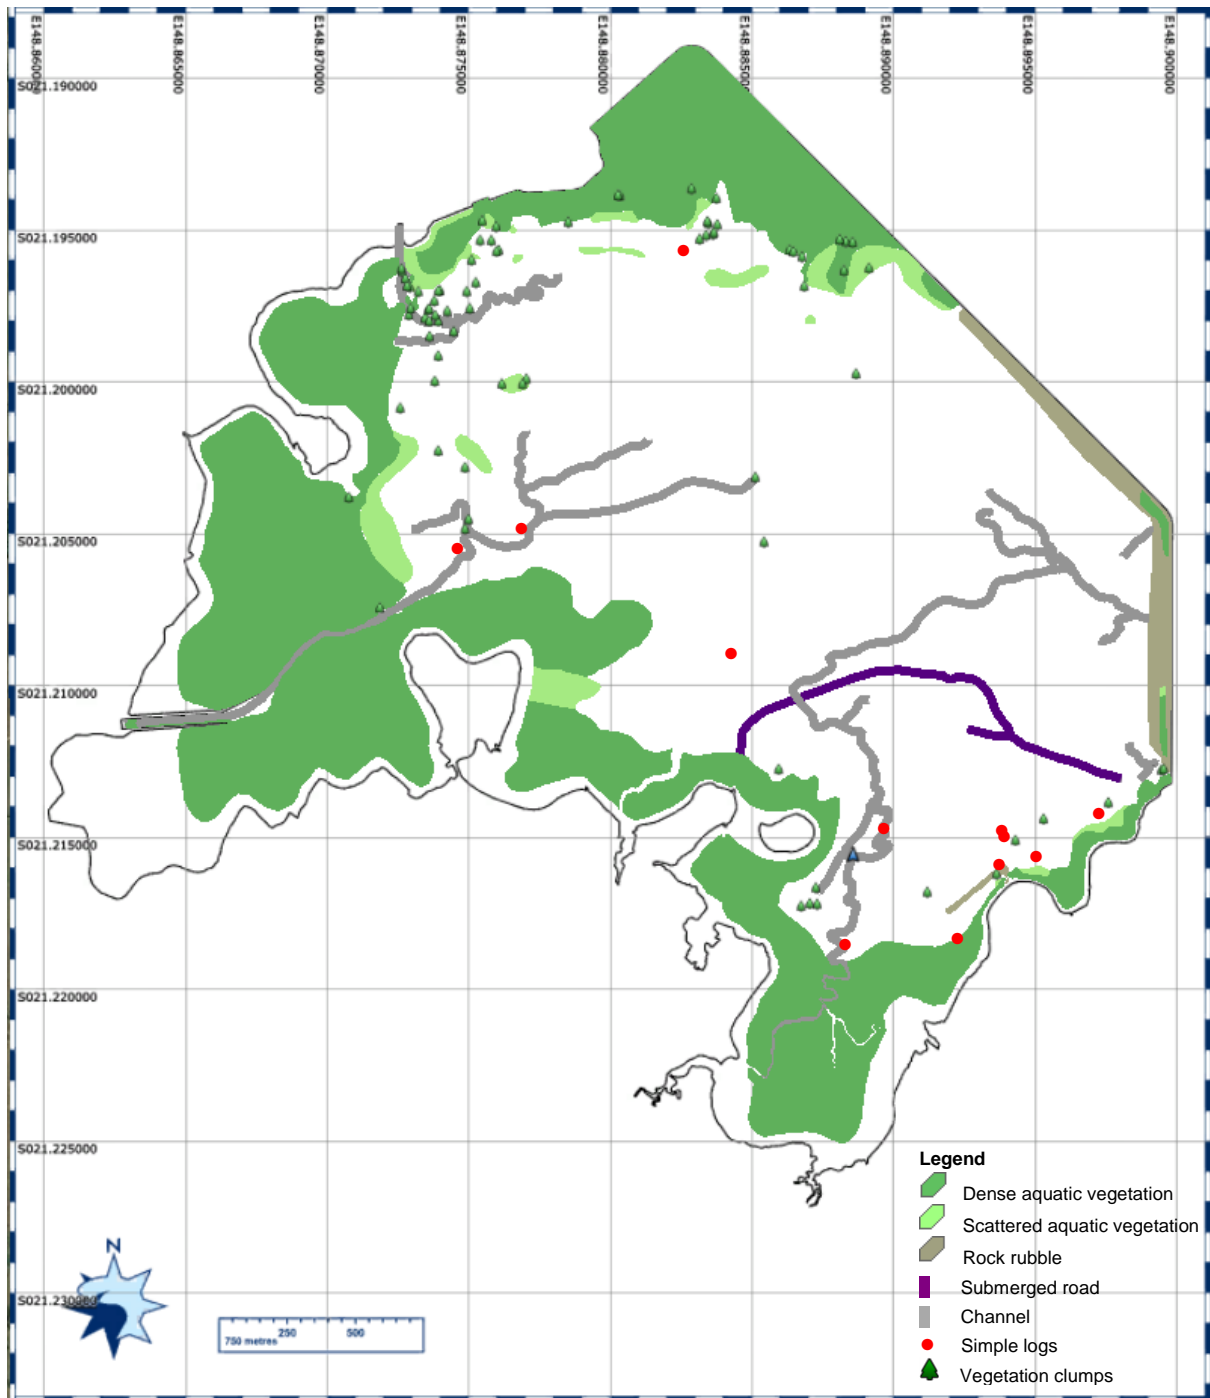 E148.860000
E148.865000
E148.870000
E148.875000
E148.880000
E148.885000
E148.890000
E148.895000
E148.900000
S021.190000
S021.195000
S021.200000
S021.205000
S021.210000
S021.215000
S021.220000
S021.225000
S021.230000
Legend
Dense aquatic vegetation
Scattered aquatic vegetation
Rock rubble
Submerged road
Channel
Simple logs
Vegetation clumps
N
250 500
750 metres